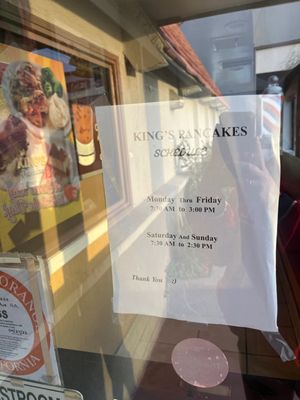 KING'S PANCAKES
SCHEDULE
Monday Thru Friday
7:30 AM to 3:00 PM
Saturday And Sunday
7:30 AM to 2:30 PM
Thank You :)